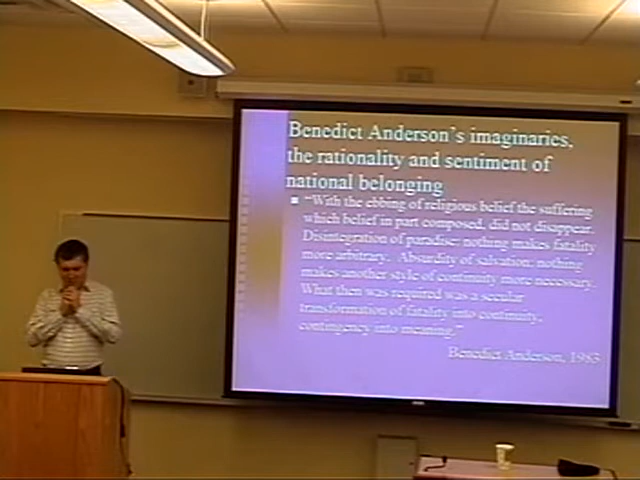 Benedict Anderson's imaginaries,
the rationality and sentiment of
national belonging
"With the ebbing of religious belief the suffering
which belief in part composed, did not disappear.
Disintegration of paradise: nothing makes fatality
more arbitrary. Absurdity of salvation: nothing
makes another style of continuity more necessary.
What then was required was a secular
transformation of fatality into continuity,
contingency into meaning."
Benedict Anderson, 1983